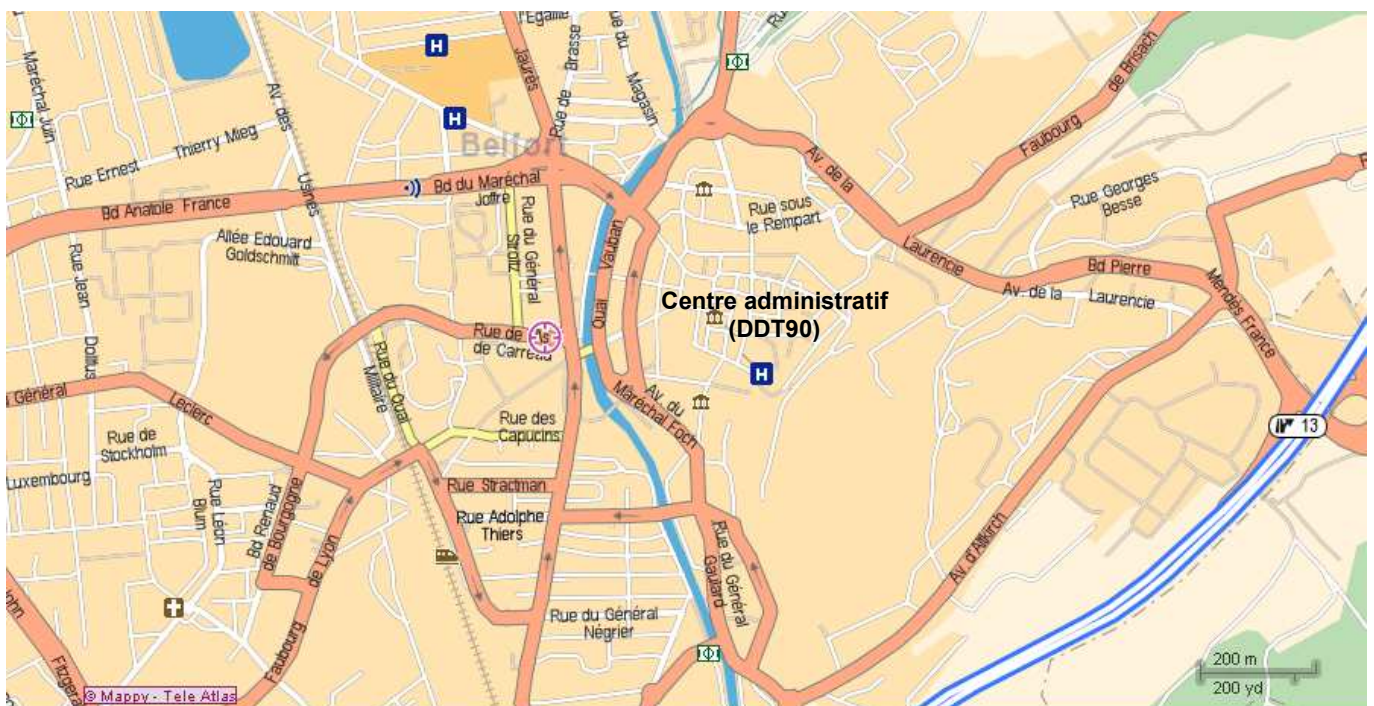 l'Egalité
Rue du
Magasin
Rue de Brasse
Jaurès
Maréchal Juin
Av. des
Usines
Rue Ernest
Thierry Mieg
H
H
Belfort
Faubourg
de Brisach
Av. de la
Laurencie
Rue Georges
Besse
Bd Anatole France
Bd du Maréchal
Joffre
Rue sous
le Rempart
Allée Edouard
Goldschmitt
Rue du Général
Strolz
Quai
Vauban
Rue Jean
Dollfus
Bd Pierre
Mendes France
Av. de la
Laurencie
Centre administratif
(DDT90)
Rue de
de Carreau
H
Rue du Quai
Militaire
Général
Leclerc
Av. du
Maréchal Foch
Rue des
Capucins
13
Rue de
Stockholm
Luxembourg
Rue Léon
Blum
Bd Renaud
de Bourgogne
Rue Stractman
Rue Adolphe
Thiers
Faubourg
de Lyon
Rue du Général
Gaulard
Av. d'Altkirch
Rue du Général
Négrier
John
Fitzgera
200 m
200 yd
© Mappy - Tele Atlas